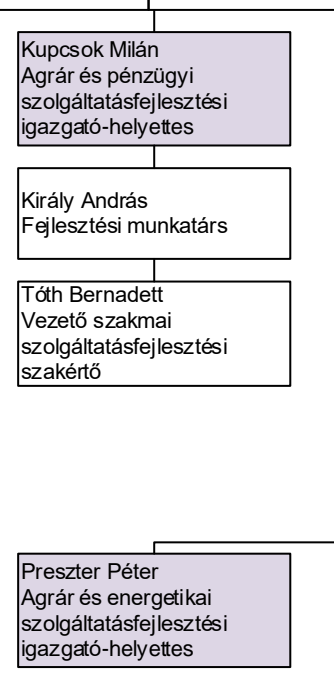 Kupcsok Milán
Agrár és pénzügyi
szolgáltatásfejlesztési
igazgató-helyettes
Király András
Fejlesztési munkatárs
Tóth Bernadett
Vezető szakmai
szolgáltatásfejlesztési
szakértő
Preszter Péter
Agrár és energetikai
szolgáltatásfejlesztési
igazgató-helyettes